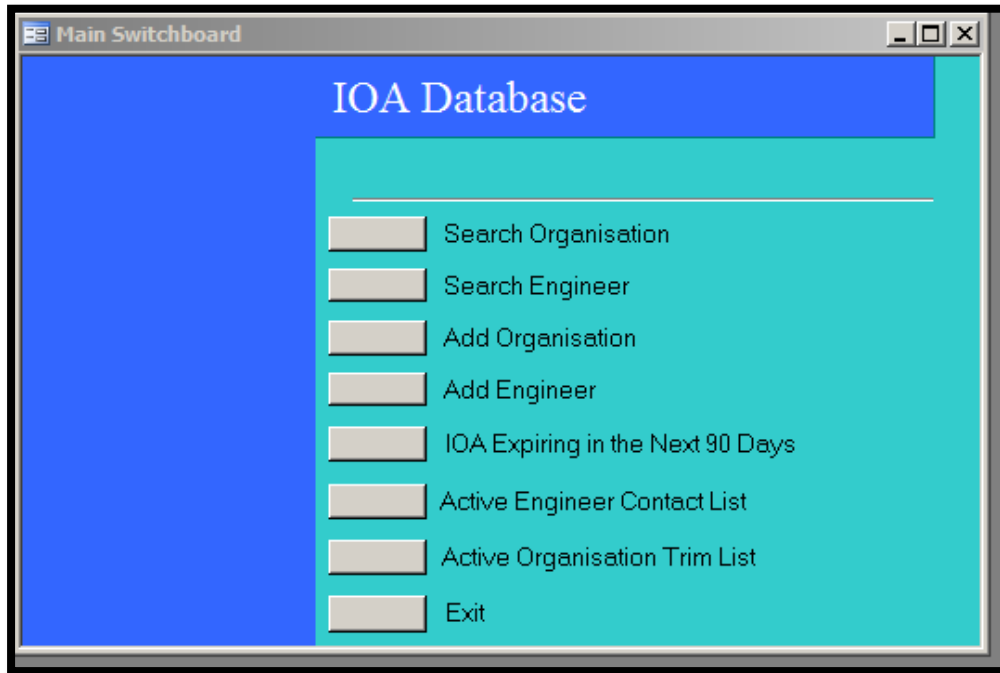 Main Switchboard
IOA Database
Search Organisation
Search Engineer
Add Organisation
Add Engineer
IOA Expiring in the Next 90 Days
Active Engineer Contact List
Active Organisation Trim List
Exit